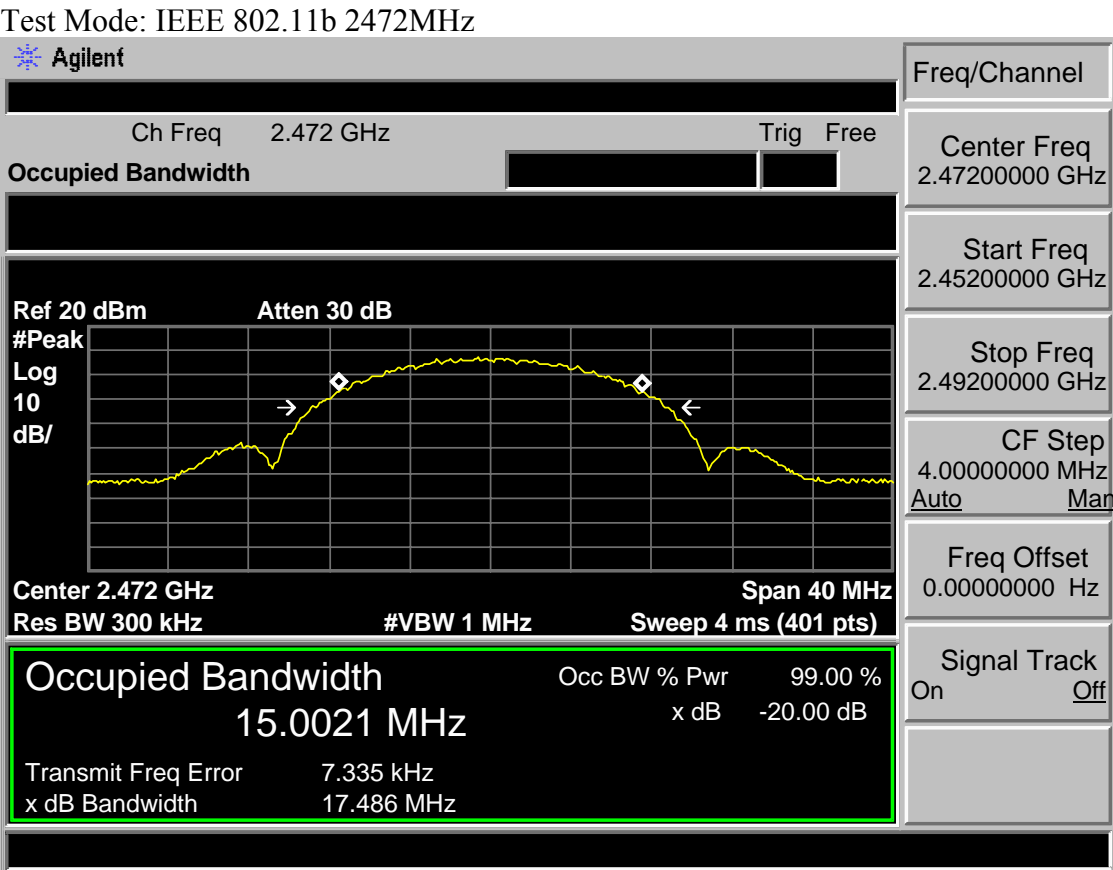 Test Mode: IEEE 802.11b 2472MHz
Agilent
Freq/Channel
Ch Freq 2.472 GHz Trig Free
Occupied Bandwidth
Center Freq
2.47200000 GHz
Start Freq
2.45200000 GHz
Stop Freq
2.49200000 GHz
CF Step
4.00000000 MHz
Auto Man
Freq Offset
0.00000000 Hz
Signal Track
On Off
Ref 20 dBm Atten 30 dB
#Peak
Log
10
dB/
Center 2.472 GHz Span 40 MHz
Res BW 300 kHz #VBW 1 MHz Sweep 4 ms (401 pts)
Occupied Bandwidth Occ BW % Pwr 99.00 %
15.0021 MHz x dB -20.00 dB
Transmit Freq Error 7.335 kHz
x dB Bandwidth 17.486 MHz